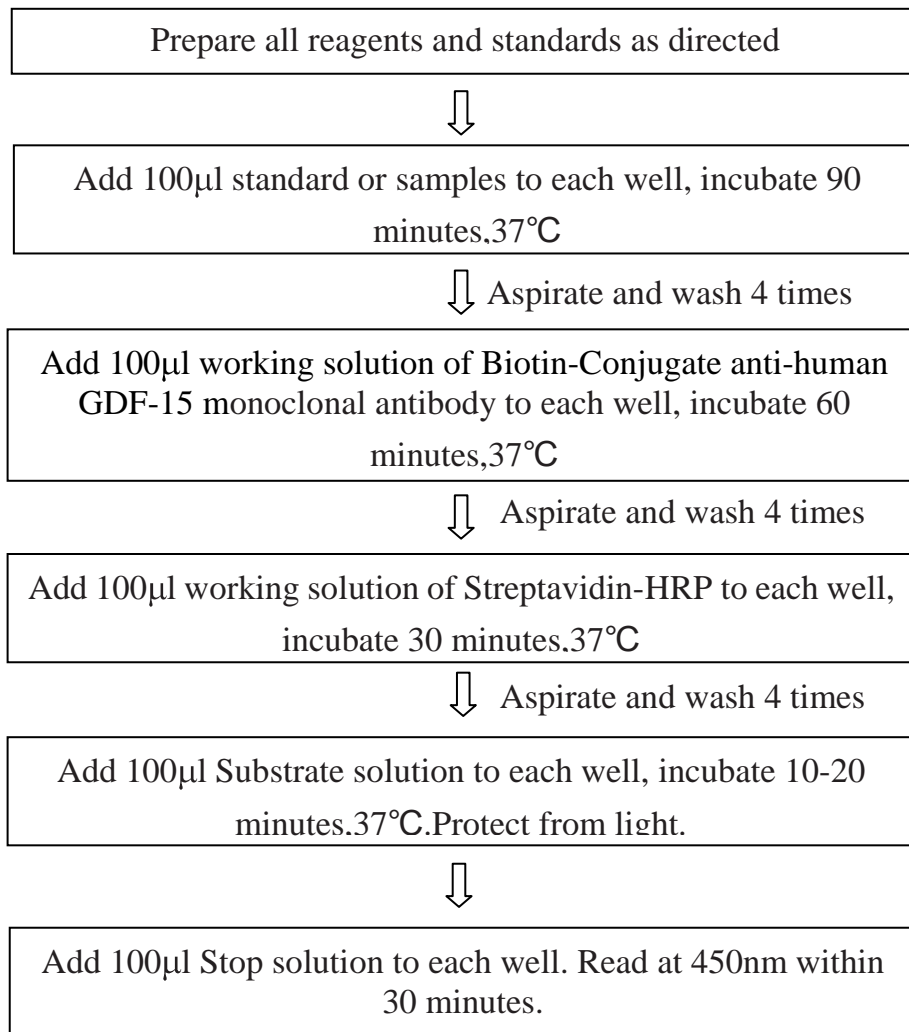 Prepare all reagents and standards as directed
Add 100μl standard or samples to each well, incubate 90
minutes,37℃
Aspirate and wash 4 times
Add 100μl working solution of Biotin-Conjugate anti-human
GDF-15 monoclonal antibody to each well, incubate 60
minutes,37℃
Aspirate and wash 4 times
Add 100μl working solution of Streptavidin-HRP to each well,
incubate 30 minutes,37℃
Aspirate and wash 4 times
Add 100μl Substrate solution to each well, incubate 10-20
minutes,37℃.Protect from light.
Add 100μl Stop solution to each well. Read at 450nm within
30 minutes.